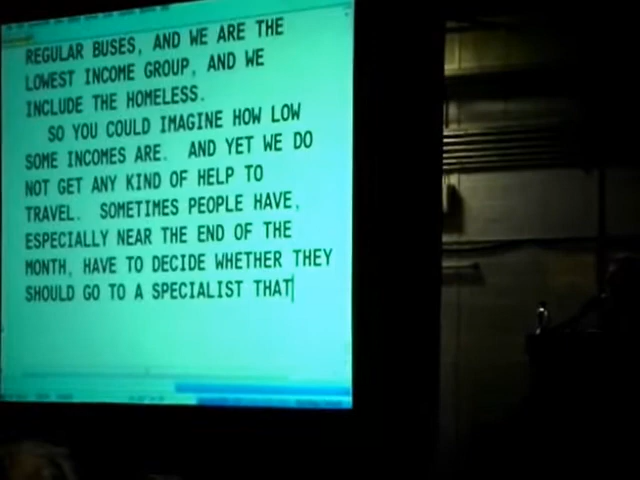 REGULAR BUSES, AND WE ARE THE
LOWEST INCOME GROUP, AND WE
INCLUDE THE HOMELESS.
SO YOU COULD IMAGINE HOW LOW
SOME INCOMES ARE. AND YET WE DO
NOT GET ANY KIND OF HELP TO
TRAVEL. SOMETIMES PEOPLE HAVE,
ESPECIALLY NEAR THE END OF THE
MONTH, HAVE TO DECIDE WHETHER THEY
SHOULD GO TO A SPECIALIST THAT